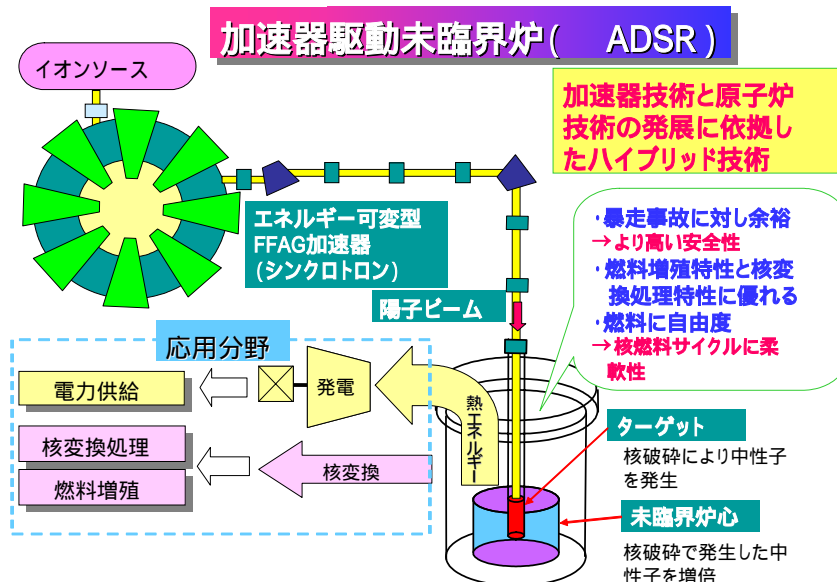 加速器駆動未臨界炉( ADSR )
イオンソース
加速器技術と原子炉
技術の発展に依拠し
たハイブリッド技術
エネルギー可変型
FFAG加速器
(シンクロトロン)
・暴走事故に対し余裕
→より高い安全性
・燃料増殖特性と核変
換処理特性に優れる
・燃料に自由度
→核燃料サイクルに柔
軟性
陽子ビーム
応用分野
電力供給
発電
熱エネルギー
核変換処理
燃料増殖
核変換
ターゲット
核破砕により中性子
を発生
未臨界炉心
核破砕で発生した中
性子を増倍